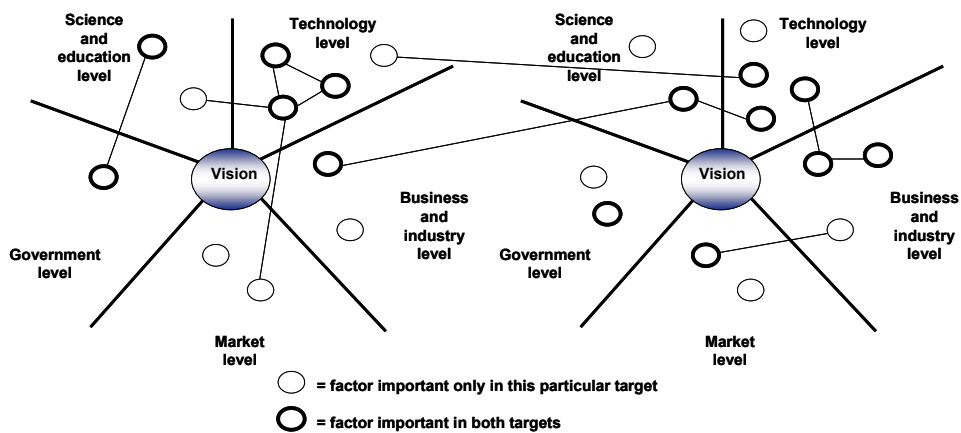 Science
and
education
level
Technology
level
Vision
Business
and
industry
level
Government
level
Market
level
Science
and
education
level
Technology
level
Vision
Business
and
industry
level
Government
level
Market
level
= factor important only in this particular target
= factor important in both targets